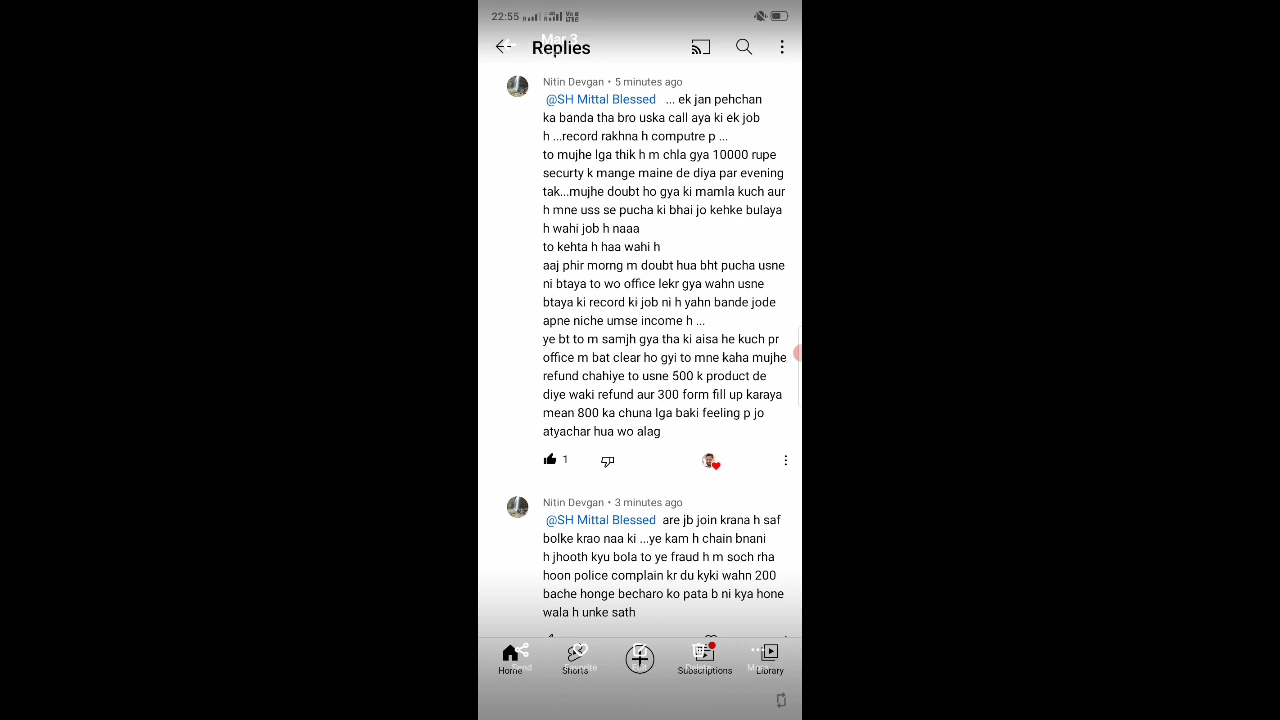 22:55
Mar 3
Replies
Nitin Devgan • 5 minutes ago
@SH Mittal Blessed ... ek jan pehchan
ka banda tha bro uska call aya ki ek job
h ...record rakhna h computre p ...
to mujhe lga thik h m chla gya 10000 rupe
securty k mange maine de diya par evening
tak...mujhe doubt ho gya ki mamla kuch aur
h mne uss se pucha ki bhai jo kehke bulaya
h wahi job h naaa
to kehta h haa wahi h
aaj phir morng m doubt hua bht pucha usne
ni btaya to wo office lekr gya wahn usne
btaya ki record ki job ni h yahn bande jode
apne niche umse income h ...
ye bt to m samjh gya tha ki aisa he kuch pr
office m bat clear ho gyi to mne kaha mujhe
refund chahiye to usne 500 k product de
diye waki refund aur 300 form fill up karaya
mean 800 ka chuna lga baki feeling p jo
atyachar hua wo alag
1
Nitin Devgan • 3 minutes ago
@SH Mittal Blessed are jb join krana h saf
bolke krao naa ki ...ye kam h chain bnani
h jhooth kyu bola to ye fraud h m soch rha
hoon police complain kr du kyki wahn 200
bache honge becharo ko pata b ni kya hone
wala h unke sath
Home Shorts Subscriptions Library
Send Favorite Edit Delete More